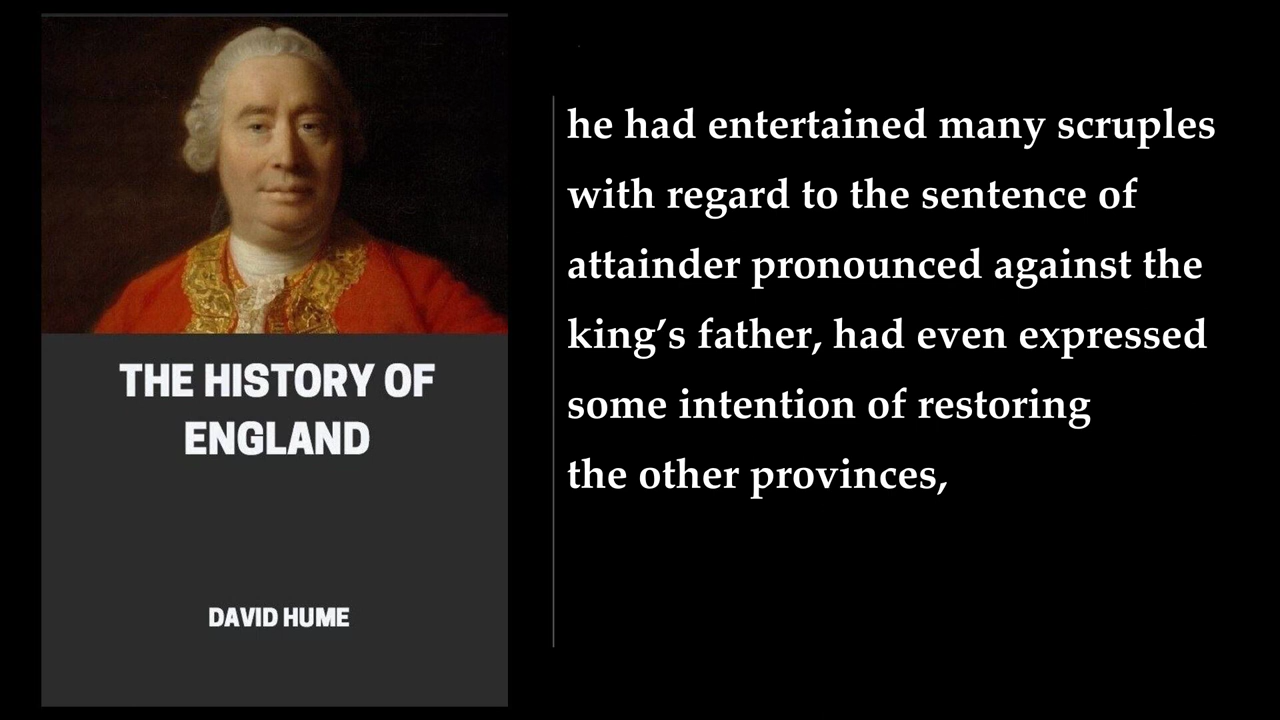 THE HISTORY OF
ENGLAND
DAVID HUME
he had entertained many scruples
with regard to the sentence of
attainder pronounced against the
king’s father, had even expressed
some intention of restoring
the other provinces,